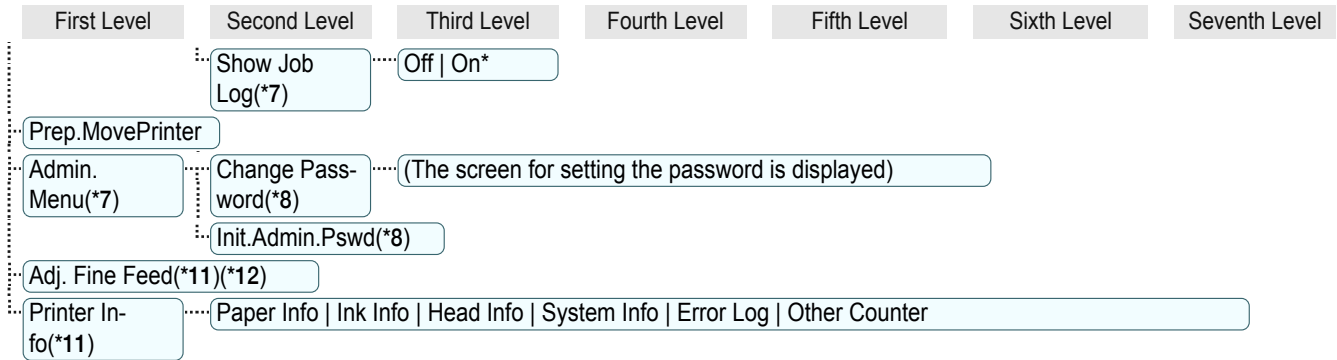 First Level Second Level Third Level Fourth Level Fifth Level Sixth Level Seventh Level
Show Job Off | On*
Log(*7)
Prep.MovePrinter
Admin. Change Pass- (The screen for setting the password is displayed)
Menu(*7) word(*8)
Init.Admin.Pswd(*8)
Adj. Fine Feed(*11)(*12)
Printer In- Paper Info | Ink Info | Head Info | System Info | Error Log | Other Counter
fo(*11)